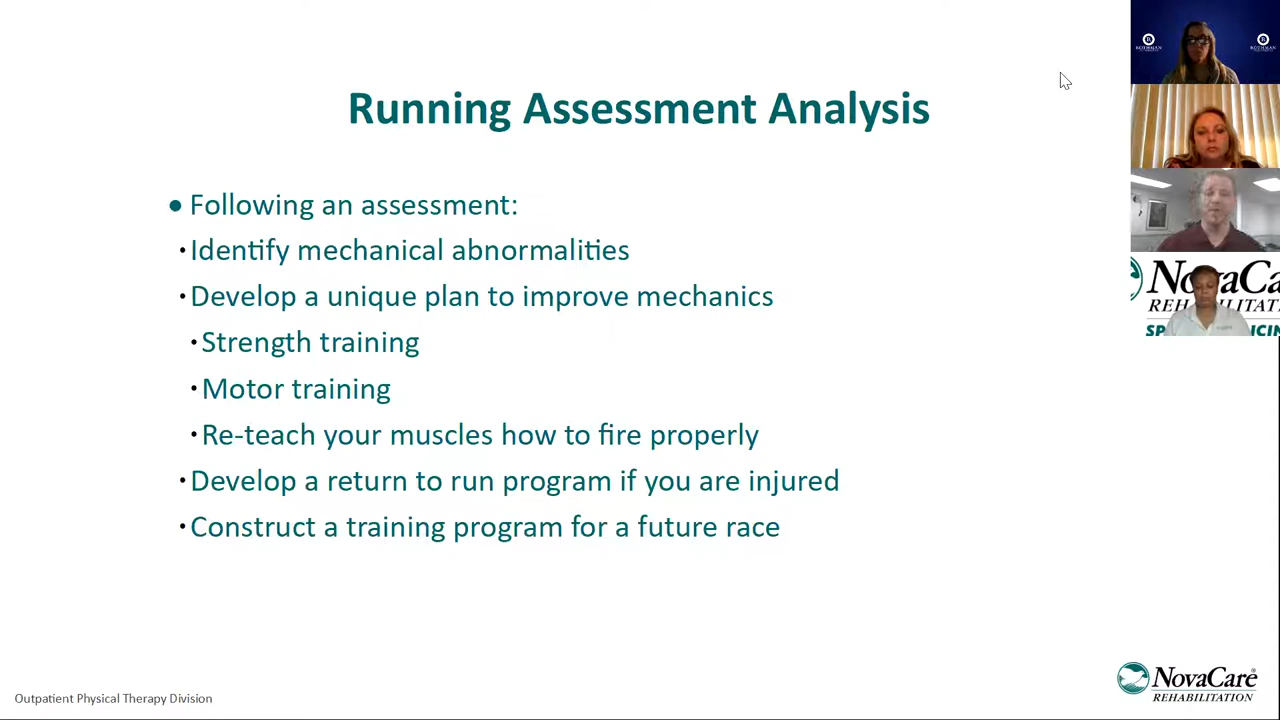 Running Assessment Analysis
• Following an assessment:
· Identify mechanical abnormalities
· Develop a unique plan to improve mechanics
· Strength training
· Motor training
· Re-teach your muscles how to fire properly
· Develop a return to run program if you are injured
· Construct a training program for a future race
Outpatient Physical Therapy Division
NovaCare®
REHABILITATION
ROTHMAN
ROTHMAN